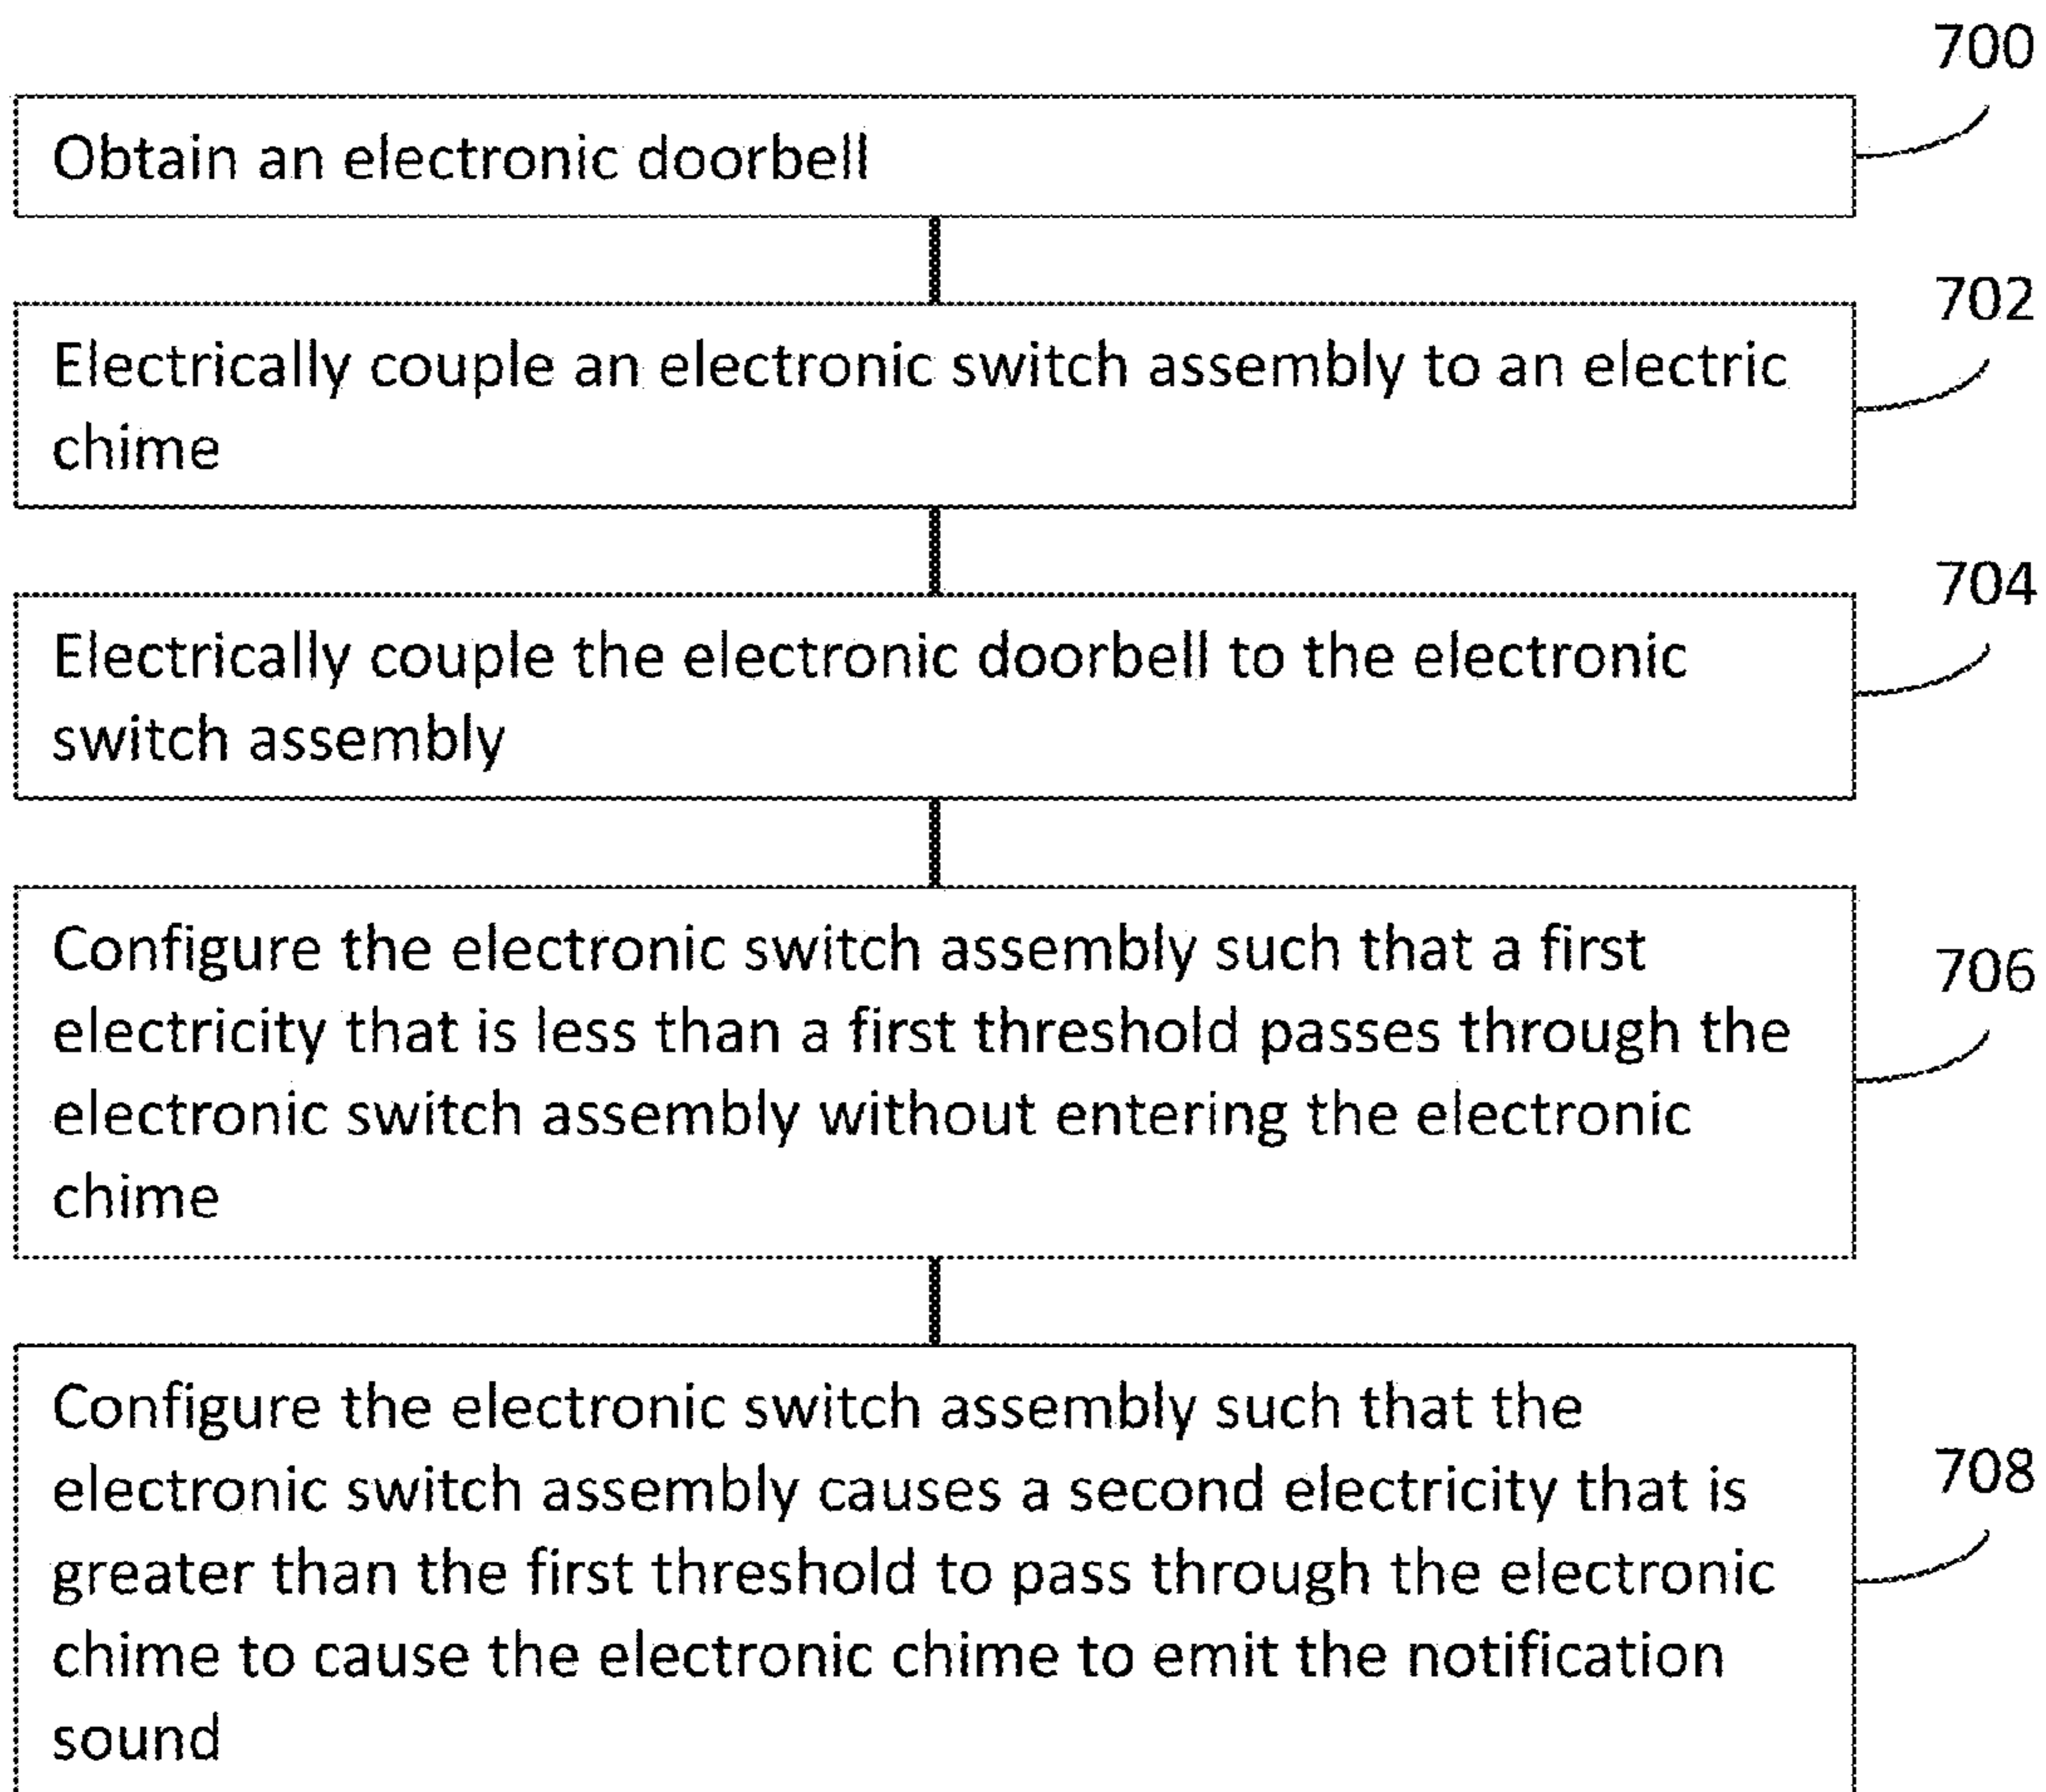 700
Obtain an electronic doorbell
702
Electrically couple an electronic switch assembly to an electric
chime
704
Electrically couple the electronic doorbell to the electronic
switch assembly
Configure the electronic switch assembly such that a first
706
electricity that is less than a first threshold passes through the
electronic switch assembly without entering the electronic
chime
Configure the electronic switch assembly such that the
708
electronic switch assembly causes a second electricity that is
greater than the first threshold to pass through the electronic
chime to cause the electronic chime to emit the notification
sound